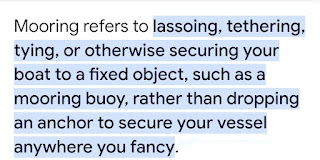 Mooring refers to lassoing, tethering,
tying, or otherwise securing your
boat to a fixed object, such as a
mooring buoy, rather than dropping
an anchor to secure your vessel
anywhere you fancy.